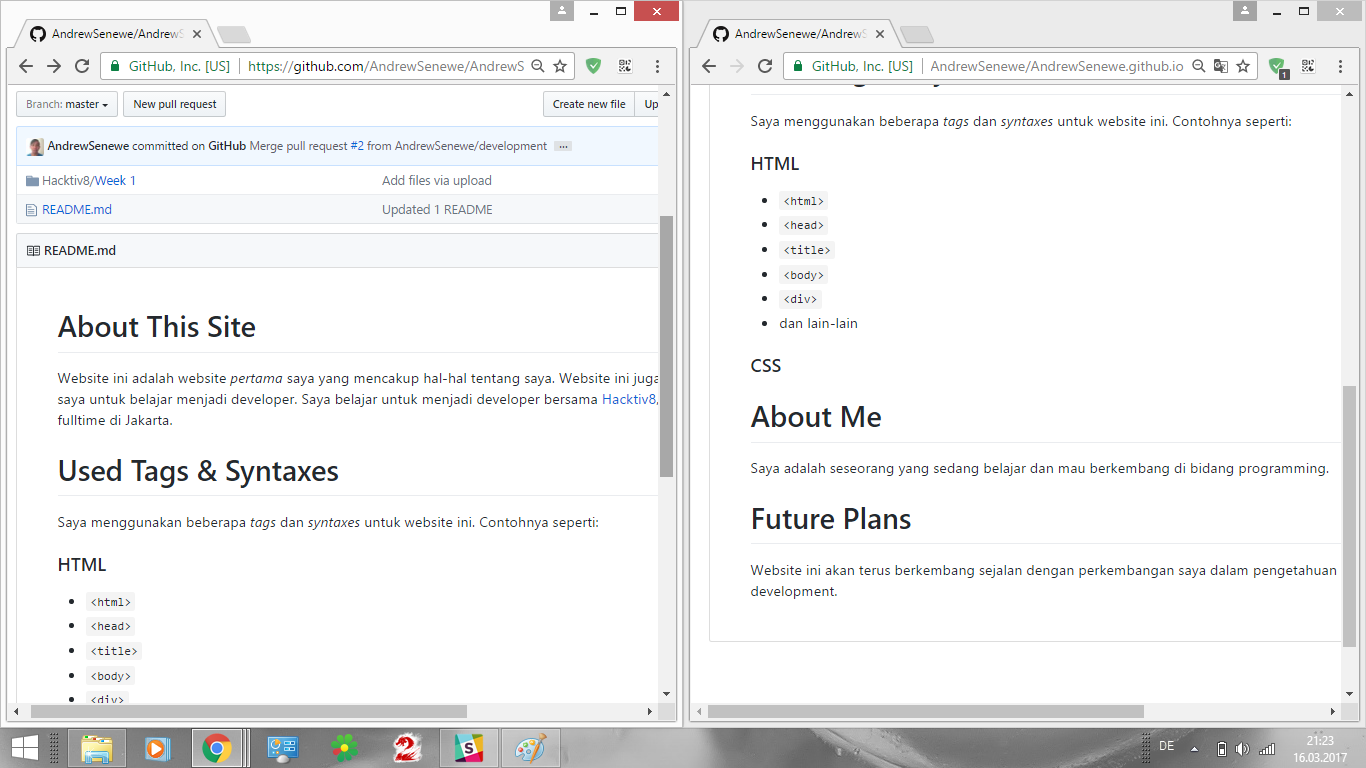 AndrewSenewe/AndrewS
GitHub, Inc. [US]
https://github.com/AndrewSenewe/AndrewS
Branch: master
New pull request
Create new file
Up
AndrewSenewe committed on GitHub Merge pull request #2 from AndrewSenewe/development
Hacktiv8/Week 1
Add files via upload
README.md
Updated 1 README
README.md
About This Site
Website ini adalah website pertama saya yang mencakup hal-hal tentang saya. Website ini juga
saya untuk belajar menjadi developer. Saya belajar untuk menjadi developer bersama Hacktiv8,
fulltime di Jakarta.
Used Tags & Syntaxes
Saya menggunakan beberapa tags dan syntaxes untuk website ini. Contohnya seperti:
HTML
<html>
<head>
<title>
<body>
<div>
AndrewSenewe/AndrewS
GitHub, Inc. [US]
AndrewSenewe/AndrewSenewe.github.io
1
Saya menggunakan beberapa tags dan syntaxes untuk website ini. Contohnya seperti:
HTML
<html>
<head>
<title>
<body>
<div>
dan lain-lain
CSS
About Me
Saya adalah seseorang yang sedang belajar dan mau berkembang di bidang programming.
Future Plans
Website ini akan terus berkembang sejalan dengan perkembangan saya dalam pengetahuan
development.
DE
21:23
16.03.2017